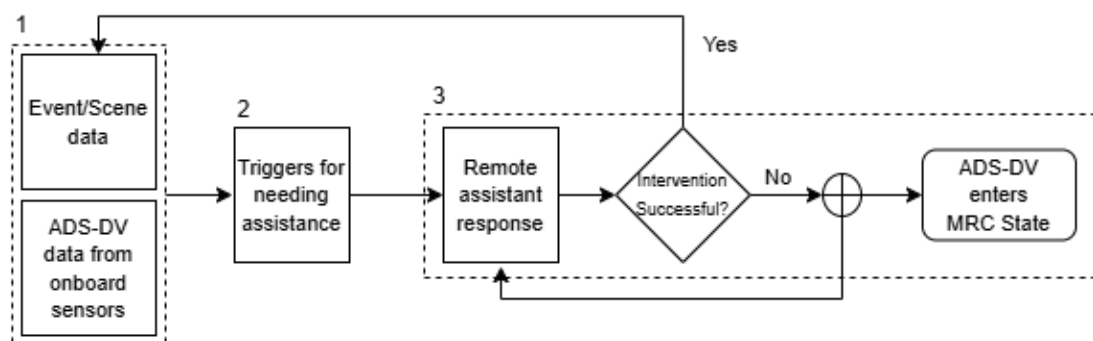 1
Event/Scene
data
ADS-DV
data from
onboard
sensors
2
Triggers for
needing
assistance
3
Remote
assistant
response
Intervention
Successful?
Yes
No
ADS-DV
enters
MRC State